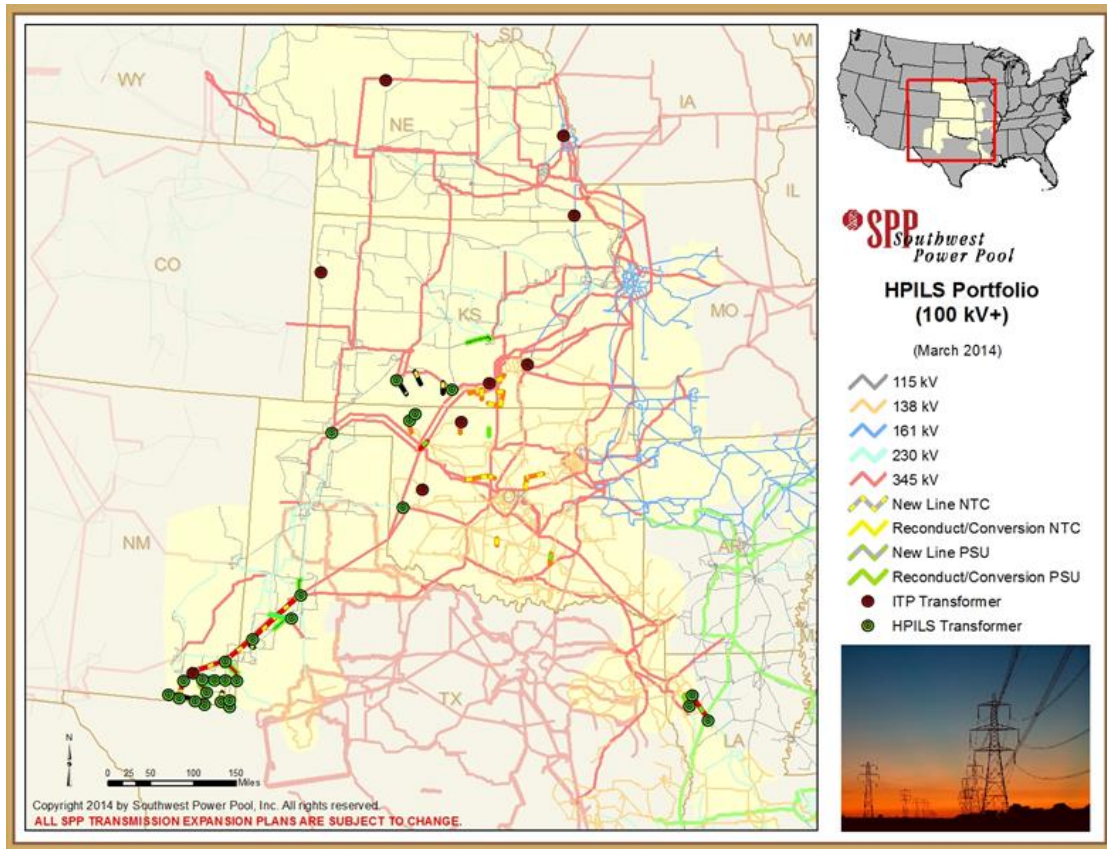 SD
WY
WI
NE
IA
IL
CO
KS
MO
NM
OK
AR
TX
LA
N
0 25 50 100 150
Miles
Copyright 2014 by Southwest Power Pool, Inc. All rights reserved.
ALL SPP TRANSMISSION EXPANSION PLANS ARE SUBJECT TO CHANGE.
SPP
Southwest
Power Pool
HPILS Portfolio
(100 kV+)
(March 2014)
115 kV
138 kV
161 kV
230 kV
345 kV
New Line NTC
Reconduct/Conversion NTC
New Line PSU
Reconduct/Conversion PSU
ITP Transformer
HPILS Transformer